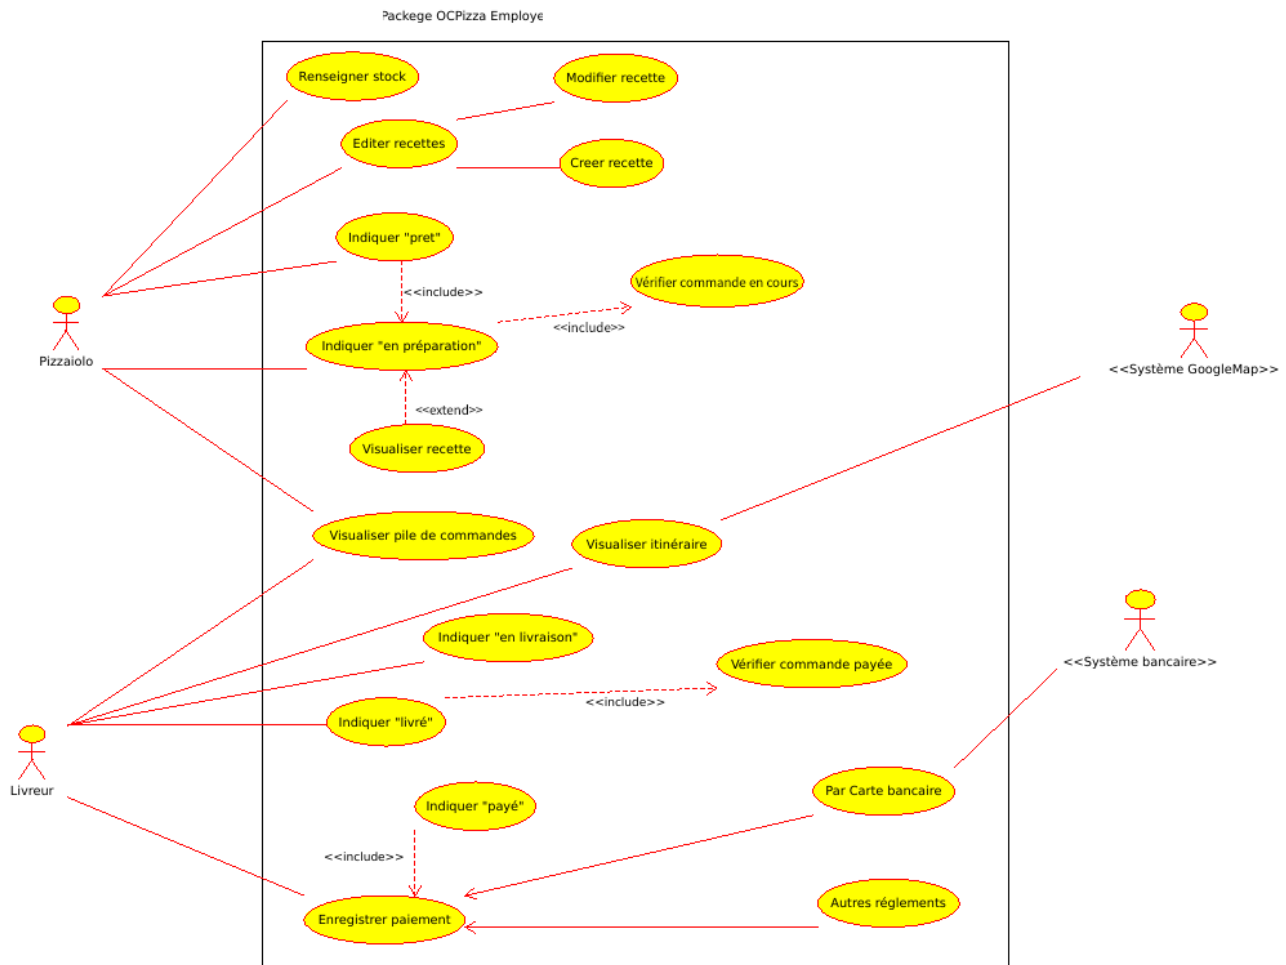 Packege OCPizza Employe
Renseigner stock
Modifier recette
Editer recettes
Creer recette
Indiquer "pret"
Vérifier commande en cours
<<include>>
<<include>>
Indiquer "en préparation"
Pizzaiolo
<<Système GoogleMap>>
<<extend>>
Visualiser recette
Visualiser pile de commandes
Visualiser itinéraire
Indiquer "en livraison"
Vérifier commande payée
<<Système bancaire>>
<<include>>
Indiquer "livré"
Livreur
Par Carte bancaire
Indiquer "payé"
<<include>>
Autres réglements
Enregistrer paiement